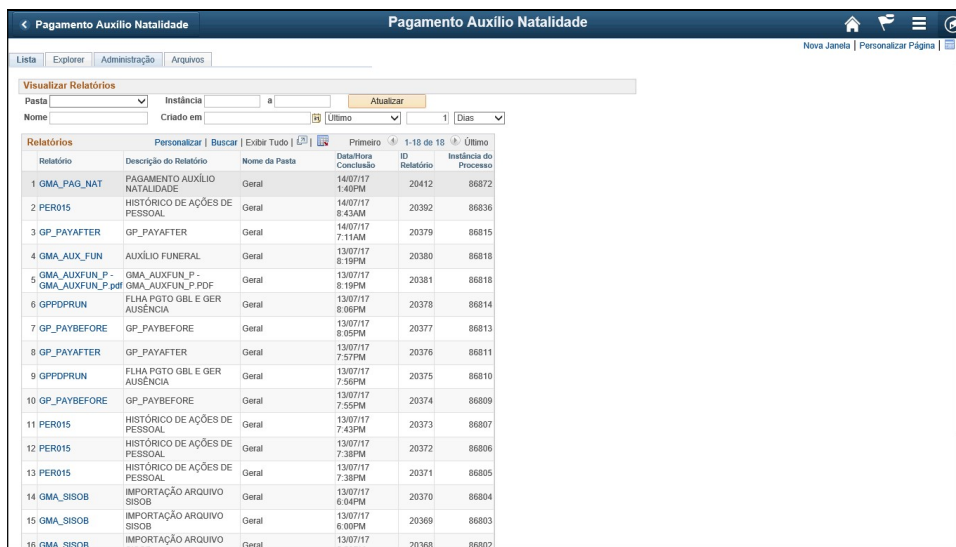 Pagamento Auxílio Natalidade Pagamento Auxílio Natalidade
Nova Janela | Personalizar Página |
Lista Explorer Administração Arquivos
Visualizar Relatórios
Pasta Instância a Atualizar
Nome Criado em Último 1 Dias
Relatórios Personalizar | Buscar | Exibir Tudo | | Primeiro 1-18 de 18 Último
Relatório Descrição do Relatório Nome da Pasta Data/Hora Conclusão ID Relatório Instância do Processo
1 GMA_PAG_NAT PAGAMENTO AUXÍLIO NATALIDADE Geral 14/07/17 1:40PM 20412 86872
2 PER015 HISTÓRICO DE AÇÕES DE PESSOAL Geral 14/07/17 8:43AM 20392 86836
3 GP_PAYAFTER GP_PAYAFTER Geral 14/07/17 7:11AM 20379 86815
4 GMA_AUX_FUN AUXÍLIO FUNERAL Geral 13/07/17 8:19PM 20380 86818
5 GMA_AUXFUN_P - GMA_AUXFUN_P.pdf GMA_AUXFUN_P - GMA_AUXFUN_P.PDF Geral 13/07/17 8:19PM 20381 86818
6 GPPDPRUN FLHA PGTO GBL E GER AUSÊNCIA Geral 13/07/17 8:06PM 20378 86814
7 GP_PAYBEFORE GP_PAYBEFORE Geral 13/07/17 8:05PM 20377 86813
8 GP_PAYAFTER GP_PAYAFTER Geral 13/07/17 7:57PM 20376 86811
9 GPPDPRUN FLHA PGTO GBL E GER AUSÊNCIA Geral 13/07/17 7:56PM 20375 86810
10 GP_PAYBEFORE GP_PAYBEFORE Geral 13/07/17 7:55PM 20374 86809
11 PER015 HISTÓRICO DE AÇÕES DE PESSOAL Geral 13/07/17 7:43PM 20373 86807
12 PER015 HISTÓRICO DE AÇÕES DE PESSOAL Geral 13/07/17 7:38PM 20372 86806
13 PER015 HISTÓRICO DE AÇÕES DE PESSOAL Geral 13/07/17 7:38PM 20371 86805
14 GMA_SISOB IMPORTAÇÃO ARQUIVO SISOB Geral 13/07/17 6:04PM 20370 86804
15 GMA_SISOB IMPORTAÇÃO ARQUIVO SISOB Geral 13/07/17 6:00PM 20369 86803
16 GMA_SISOB IMPORTAÇÃO ARQUIVO Geral 13/07/17 20368 86802